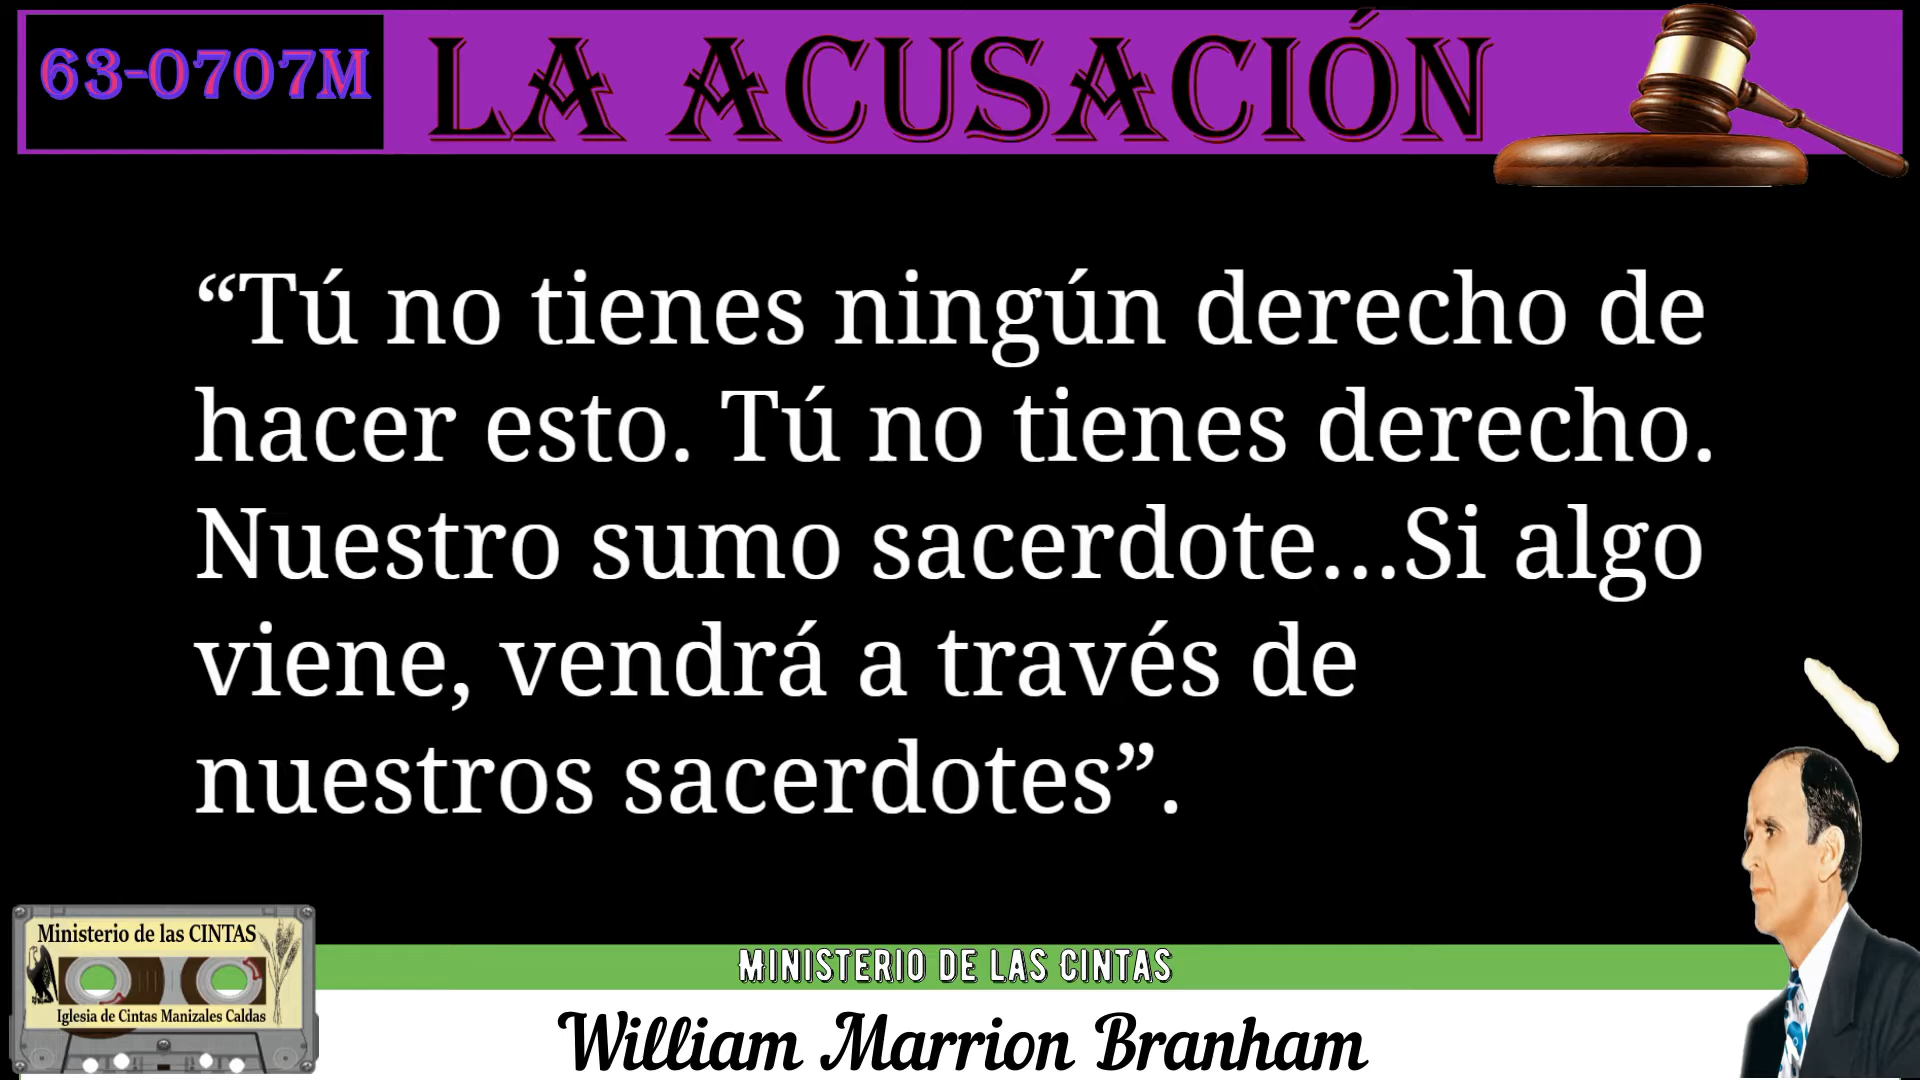 63-0707M
LA ACUSACIÓN
“Tú no tienes ningún derecho de
hacer esto. Tú no tienes derecho.
Nuestro sumo sacerdote...Si algo
viene, vendrá a través de
nuestros sacerdotes”.
Ministerio de las CINTAS
Iglesia de Cintas Manizales Caldas
MINISTERIO DE LAS CINTAS
William Marrion Branham